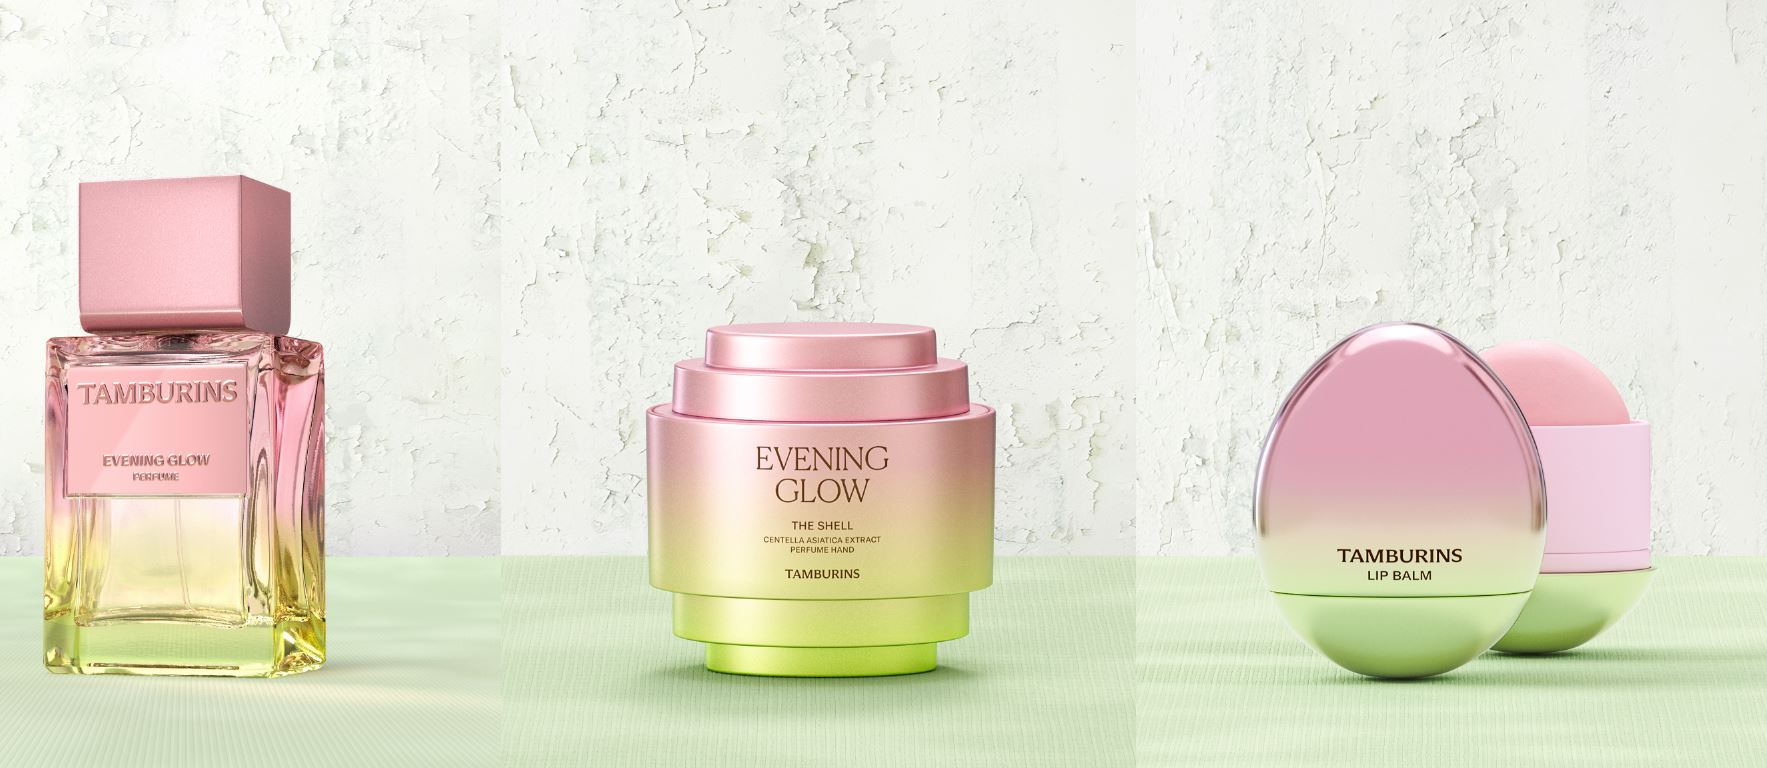 TAMBURINS
EVENING GLOW
PERFUME
EVENING
GLOW
THE SHELL
CENTELLA ASIATICA EXTRACT
PERFUME HAND
TAMBURINS
TAMBURINS
LIP BALM